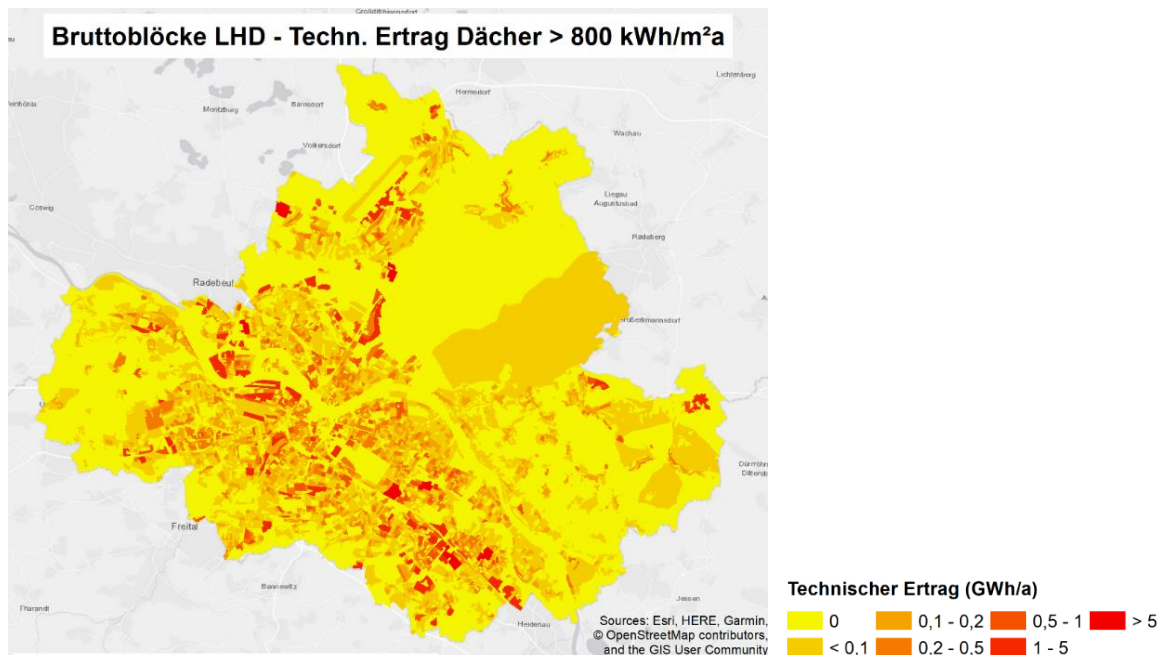 Bruttoblöcke LHD - Techn. Ertrag Dächer > 800 kWh/m²a
Lichtenberg
Hermsdorf
Moritzburg
Bärnsdorf
Wachau
Volkersdorf
Liegau
Augustusbad
Coswig
Radeberg
Radebeul
Großerkmannsdorf
Freital
Bannewitz
Tharandt
Heidenau
Jessen
Sources: Esri, HERE, Garmin,
© OpenStreetMap contributors,
and the GIS User Community
Technischer Ertrag (GWh/a)
0 0,1 - 0,2 0,5 - 1 > 5
< 0,1 0,2 - 0,5 1 - 5